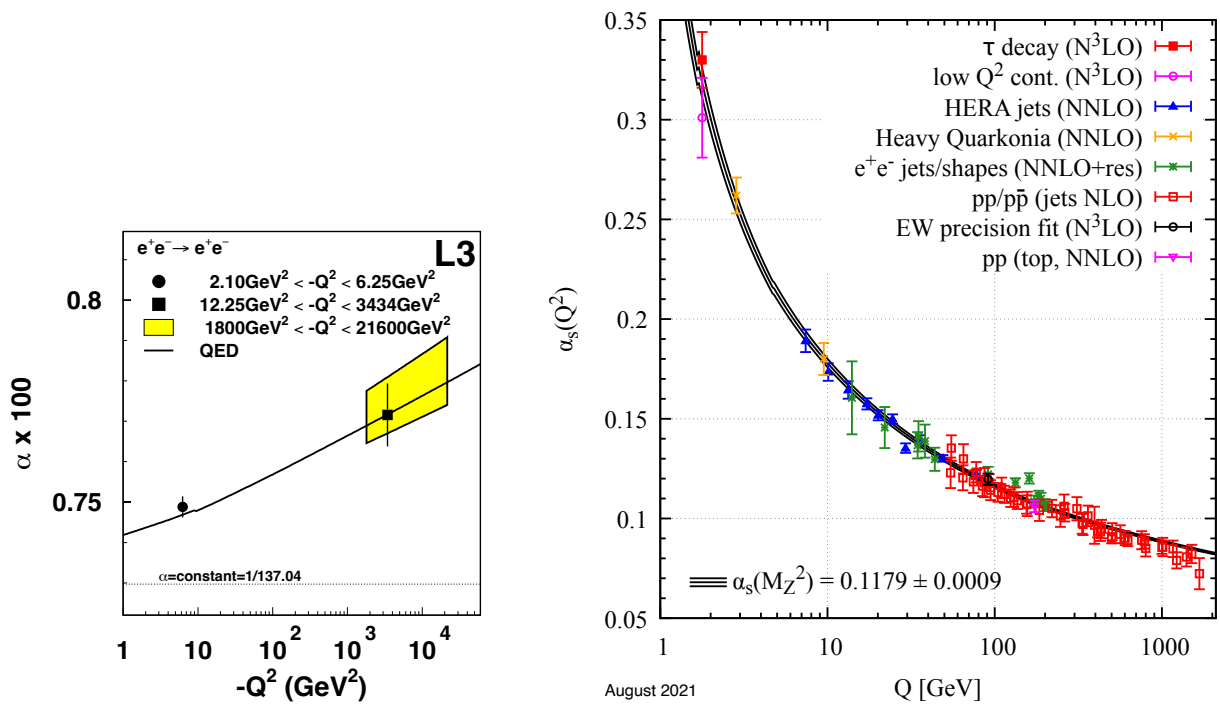 e⁺e⁻→ e⁺e⁻
L3
2.10GeV² < -Q² < 6.25GeV²
12.25GeV² < -Q² < 3434GeV²
1800GeV² < -Q² < 21600GeV²
QED
0.8
0.75
α x 100
α=constant=1/137.04
1 10 10² 10³ 10⁴
-Q² (GeV²)
τ decay (N³LO)
low Q² cont. (N³LO)
HERA jets (NNLO)
Heavy Quarkonia (NNLO)
e⁺e⁻ jets/shapes (NNLO+res)
pp/pp̅ (jets NLO)
EW precision fit (N³LO)
pp (top, NNLO)
0.35
0.3
0.25
0.2
0.15
0.1
0.05
αₛ(Q²)
αₛ(M_Z²) = 0.1179 ± 0.0009
1 10 100 1000
Q [GeV]
August 2021